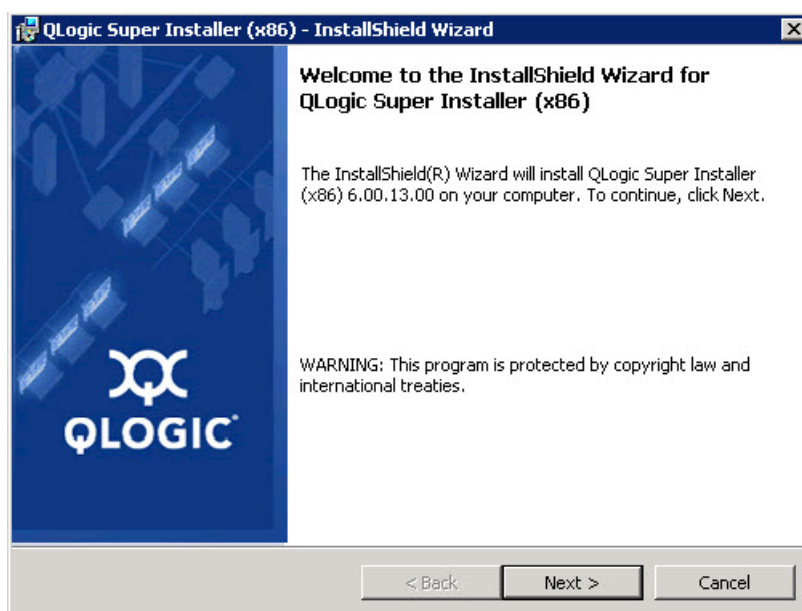 QLogic Super Installer (x86) - InstallShield Wizard
Welcome to the InstallShield Wizard for
QLogic Super Installer (x86)
The InstallShield(R) Wizard will install QLogic Super Installer
(x86) 6.00.13.00 on your computer. To continue, click Next.
WARNING: This program is protected by copyright law and
international treaties.
QLOGIC
< Back
Next >
Cancel